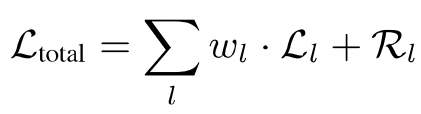 ℒ_total = ∑_l w_l · ℒ_l + ℛ_l